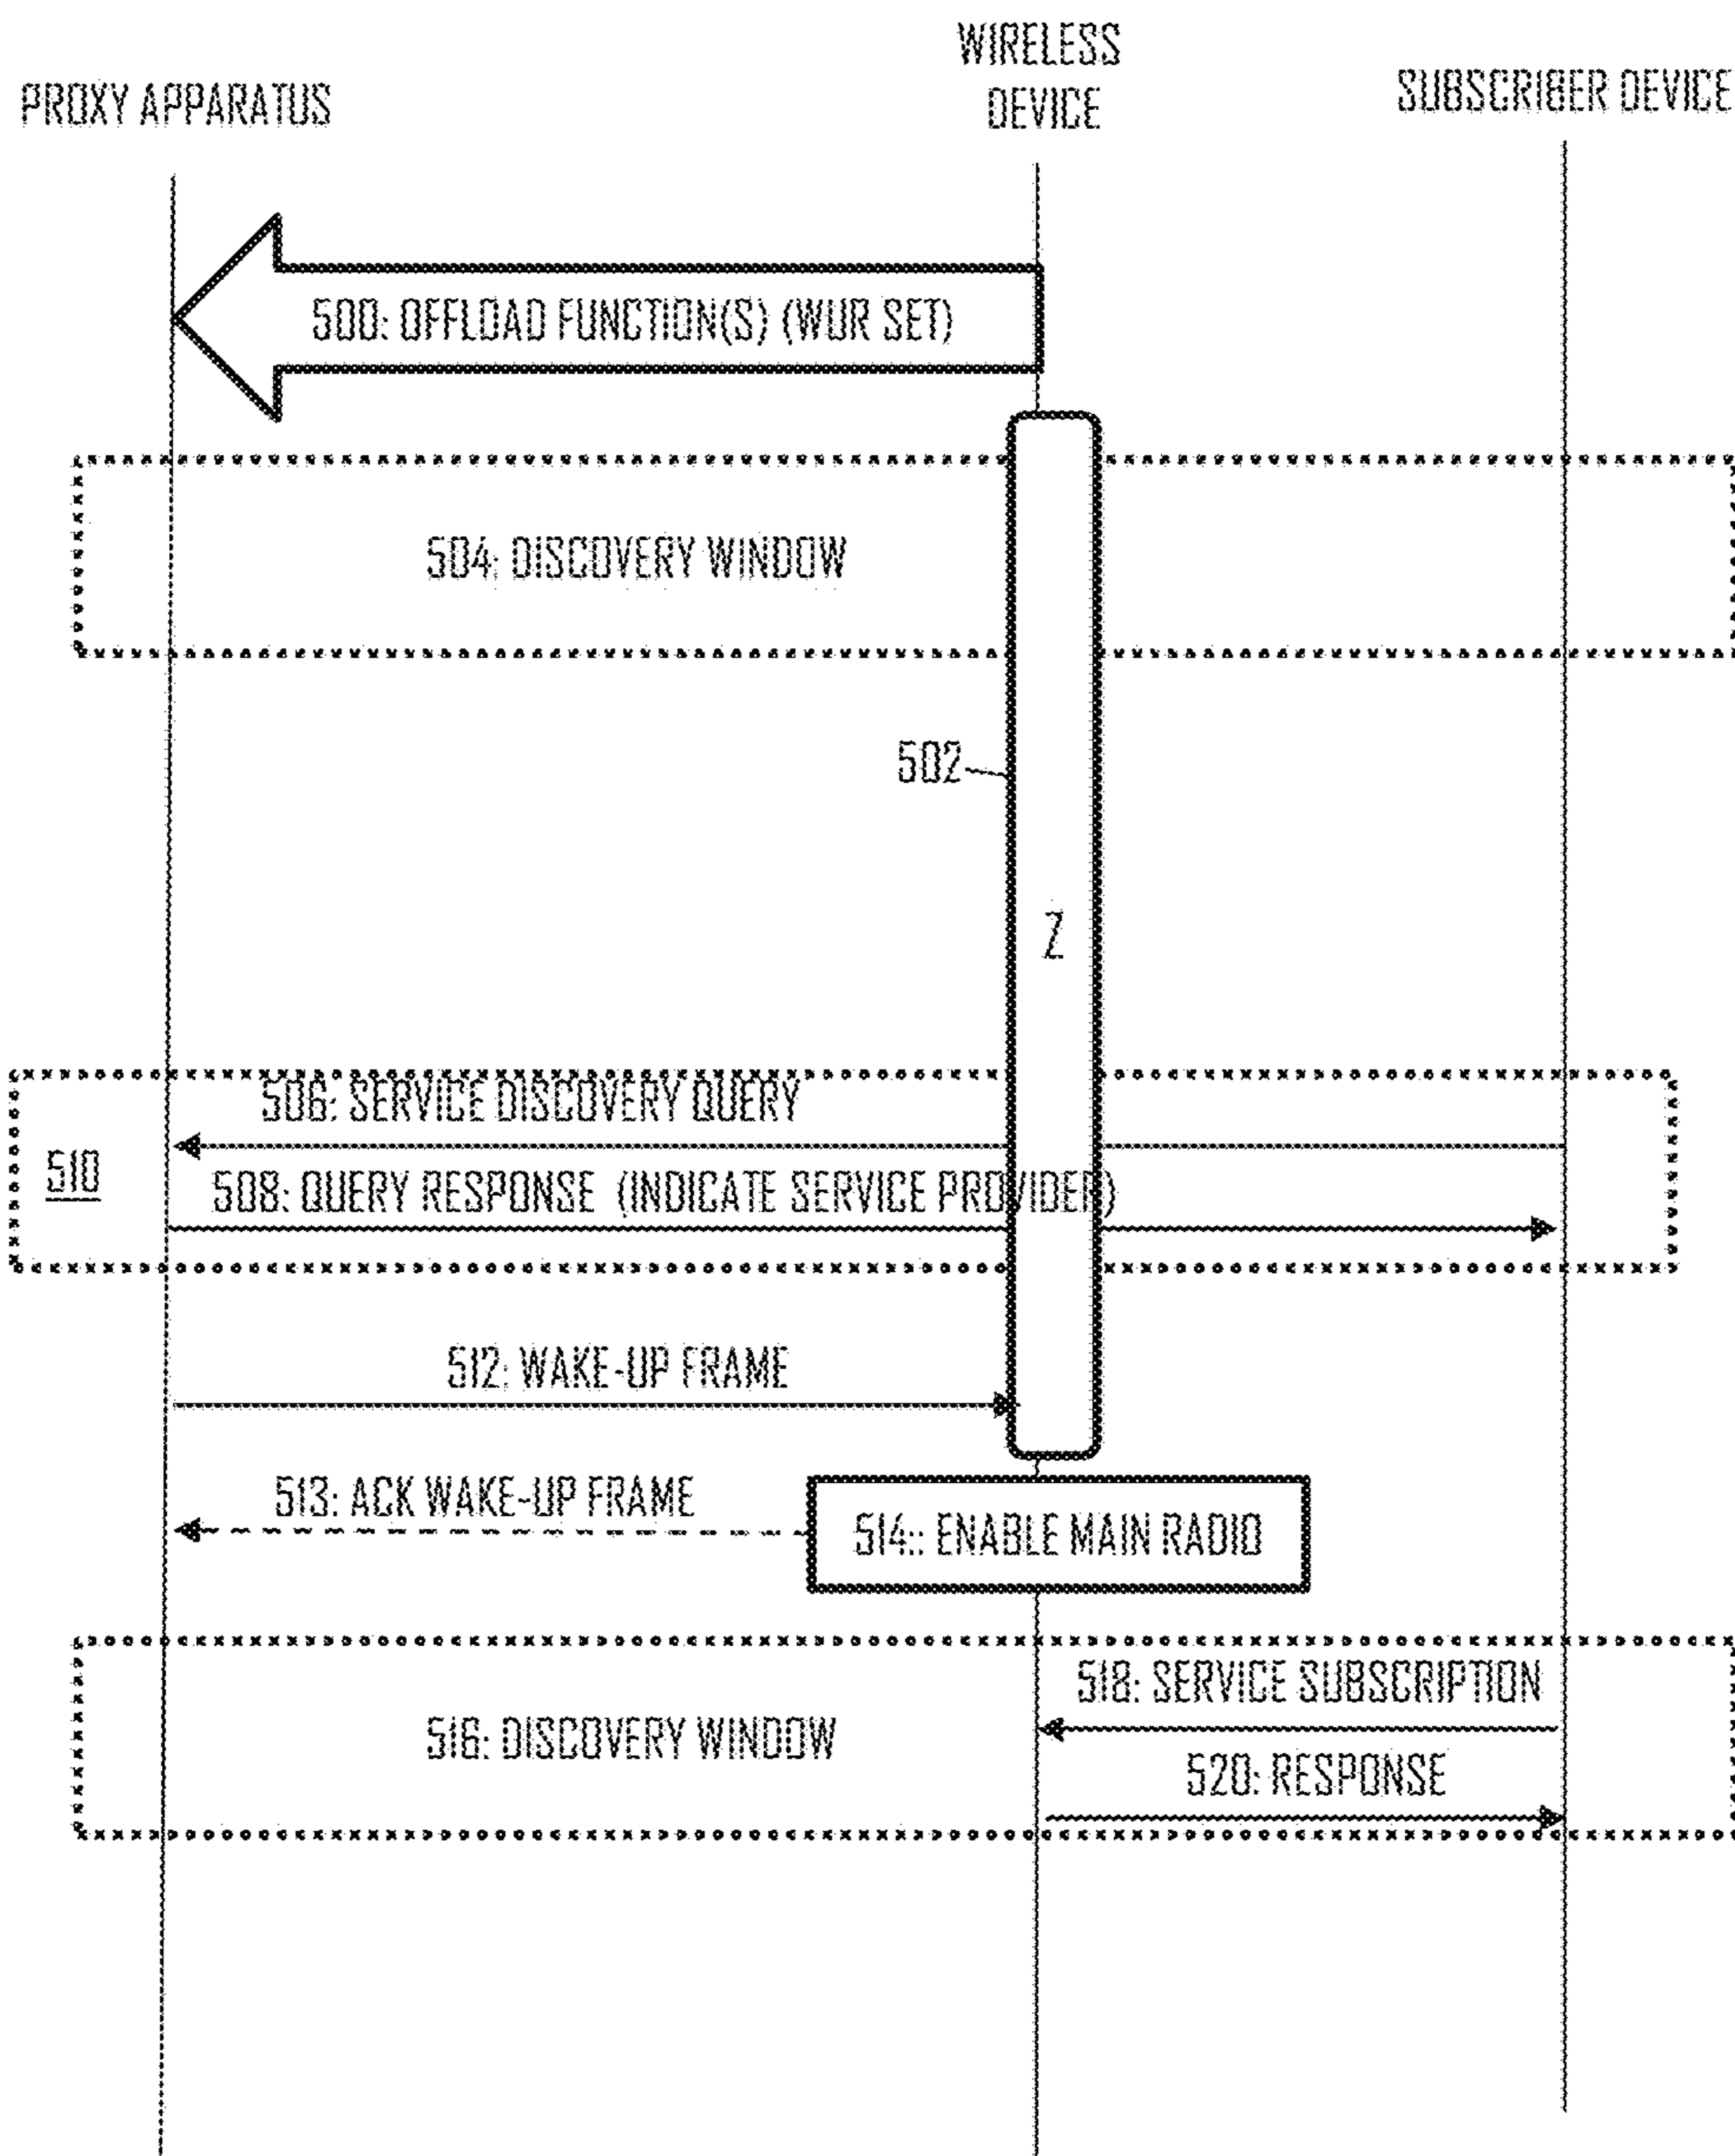 WIRELESS
DEVICE
PROXY APPARATUS
SUBSCRIBER DEVICE
500: OFFLOAD FUNCTION(S) (WUR SET)
504: DISCOVERY WINDOW
502
Z
506: SERVICE DISCOVERY QUERY
510
508: QUERY RESPONSE (INDICATE SERVICE PROVIDER)
512: WAKE-UP FRAME
513: ACK WAKE-UP FRAME
514:: ENABLE MAIN RADIO
518: SERVICE SUBSCRIPTION
516: DISCOVERY WINDOW
520: RESPONSE